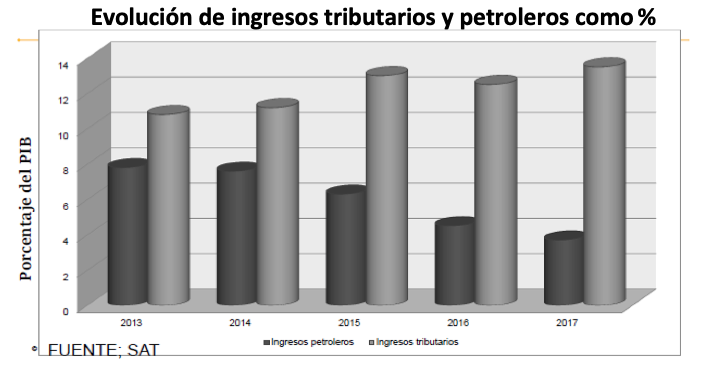 Evolución de ingresos tributarios y petroleros como %
Porcentaje del PIB
14
12
10
8
6
4
2
0
2013 2014 2015 2016 2017
Ingresos petroleros Ingresos tributarios
FUENTE; SAT